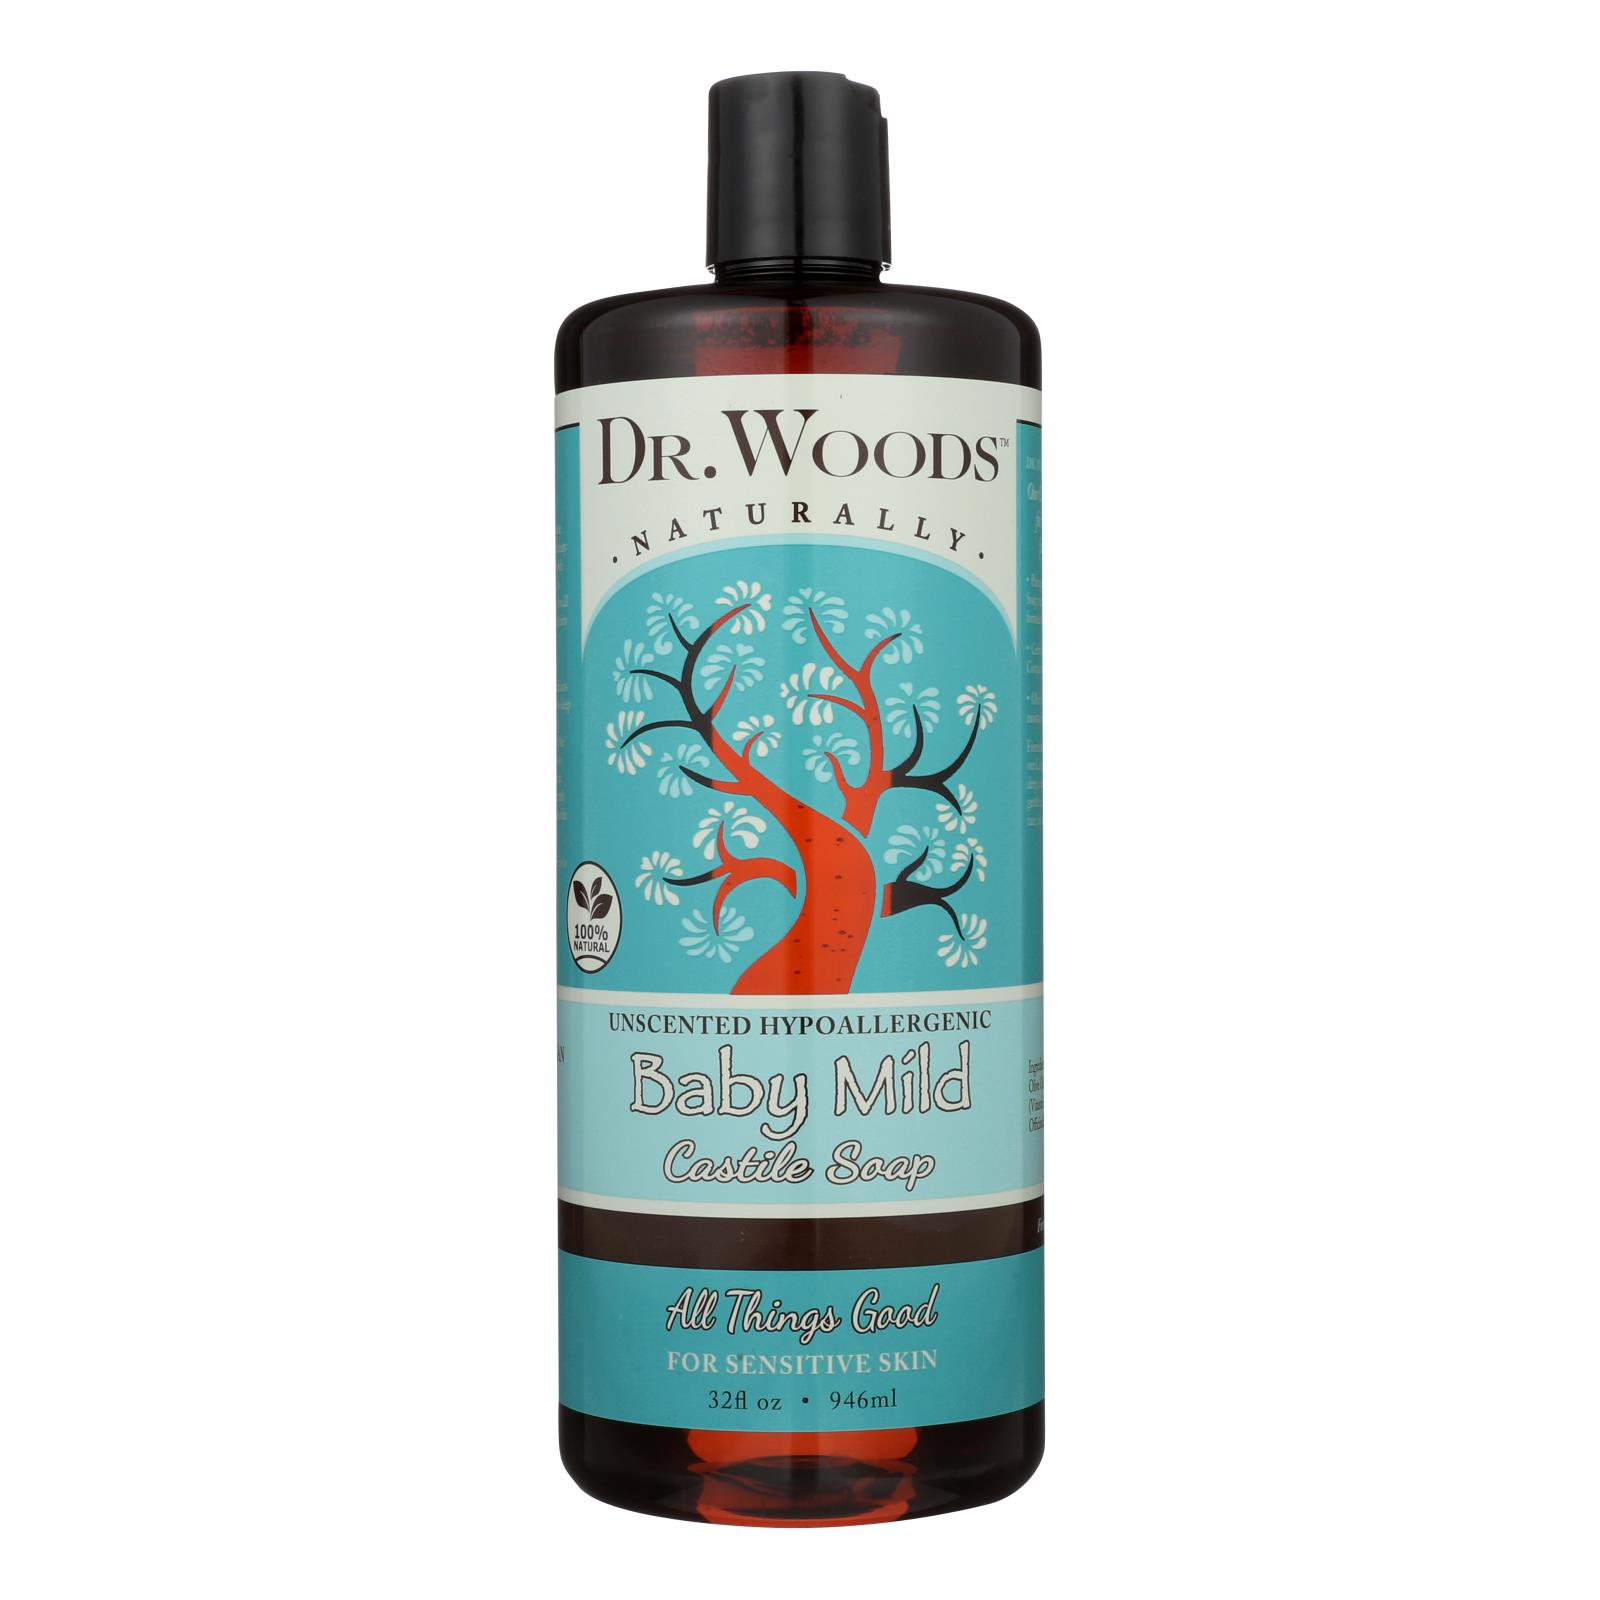 DR. WOODS™
• NATURALLY •
100%
NATURAL
UNSCENTED HYPOALLERGENIC
Baby Mild
Castile Soap
All Things Good
FOR SENSITIVE SKIN
32fl oz • 946ml